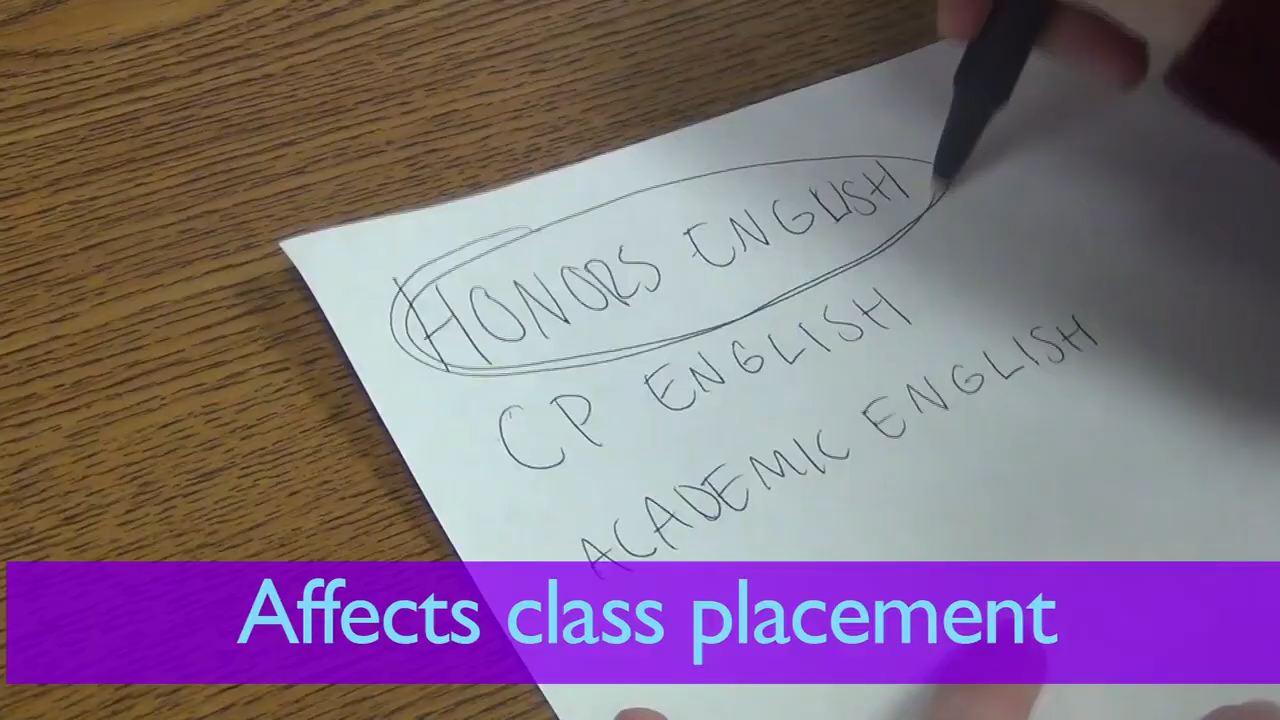 HONORS ENGLISH
CP ENGLISH
ACADEMIC ENGLISH
Affects class placement